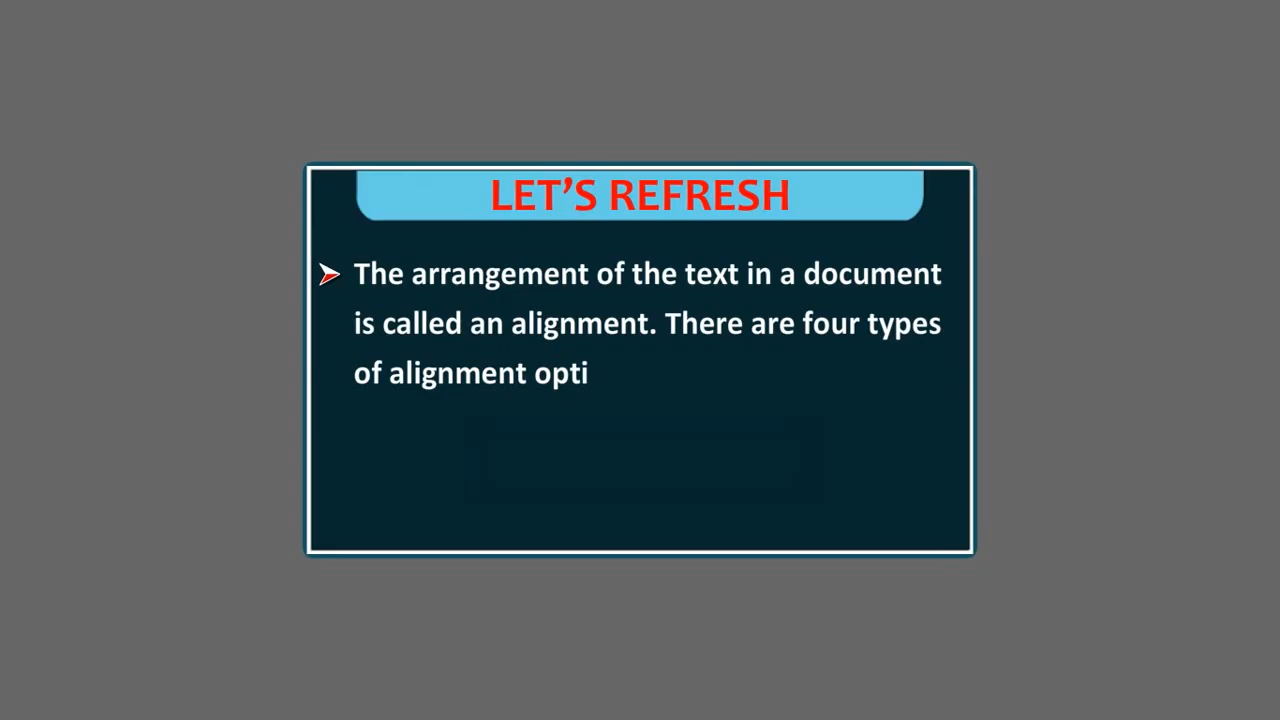 LET’S REFRESH
The arrangement of the text in a document
is called an alignment. There are four types
of alignment opti